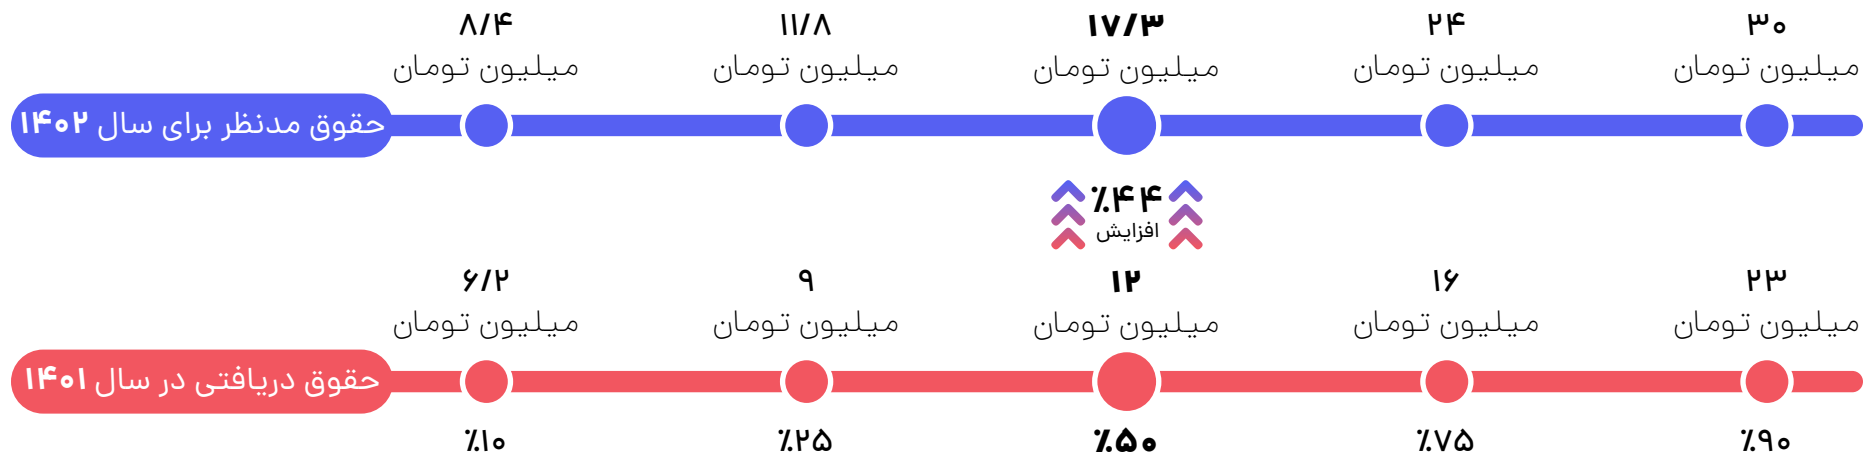 ۸/۴
میلیون تومان
۱۱/۸
میلیون تومان
۱۷/۳
میلیون تومان
۲۴
میلیون تومان
۳۰
میلیون تومان
حقوق مدنظر برای سال ۱۴۰۲
٪۴۴
افزایش
۶/۲
میلیون تومان
۹
میلیون تومان
۱۲
میلیون تومان
۱۶
میلیون تومان
۲۳
میلیون تومان
حقوق دریافتی در سال ۱۴۰۱
٪۱۰
٪۲۵
٪۵۰
٪۷۵
٪۹۰